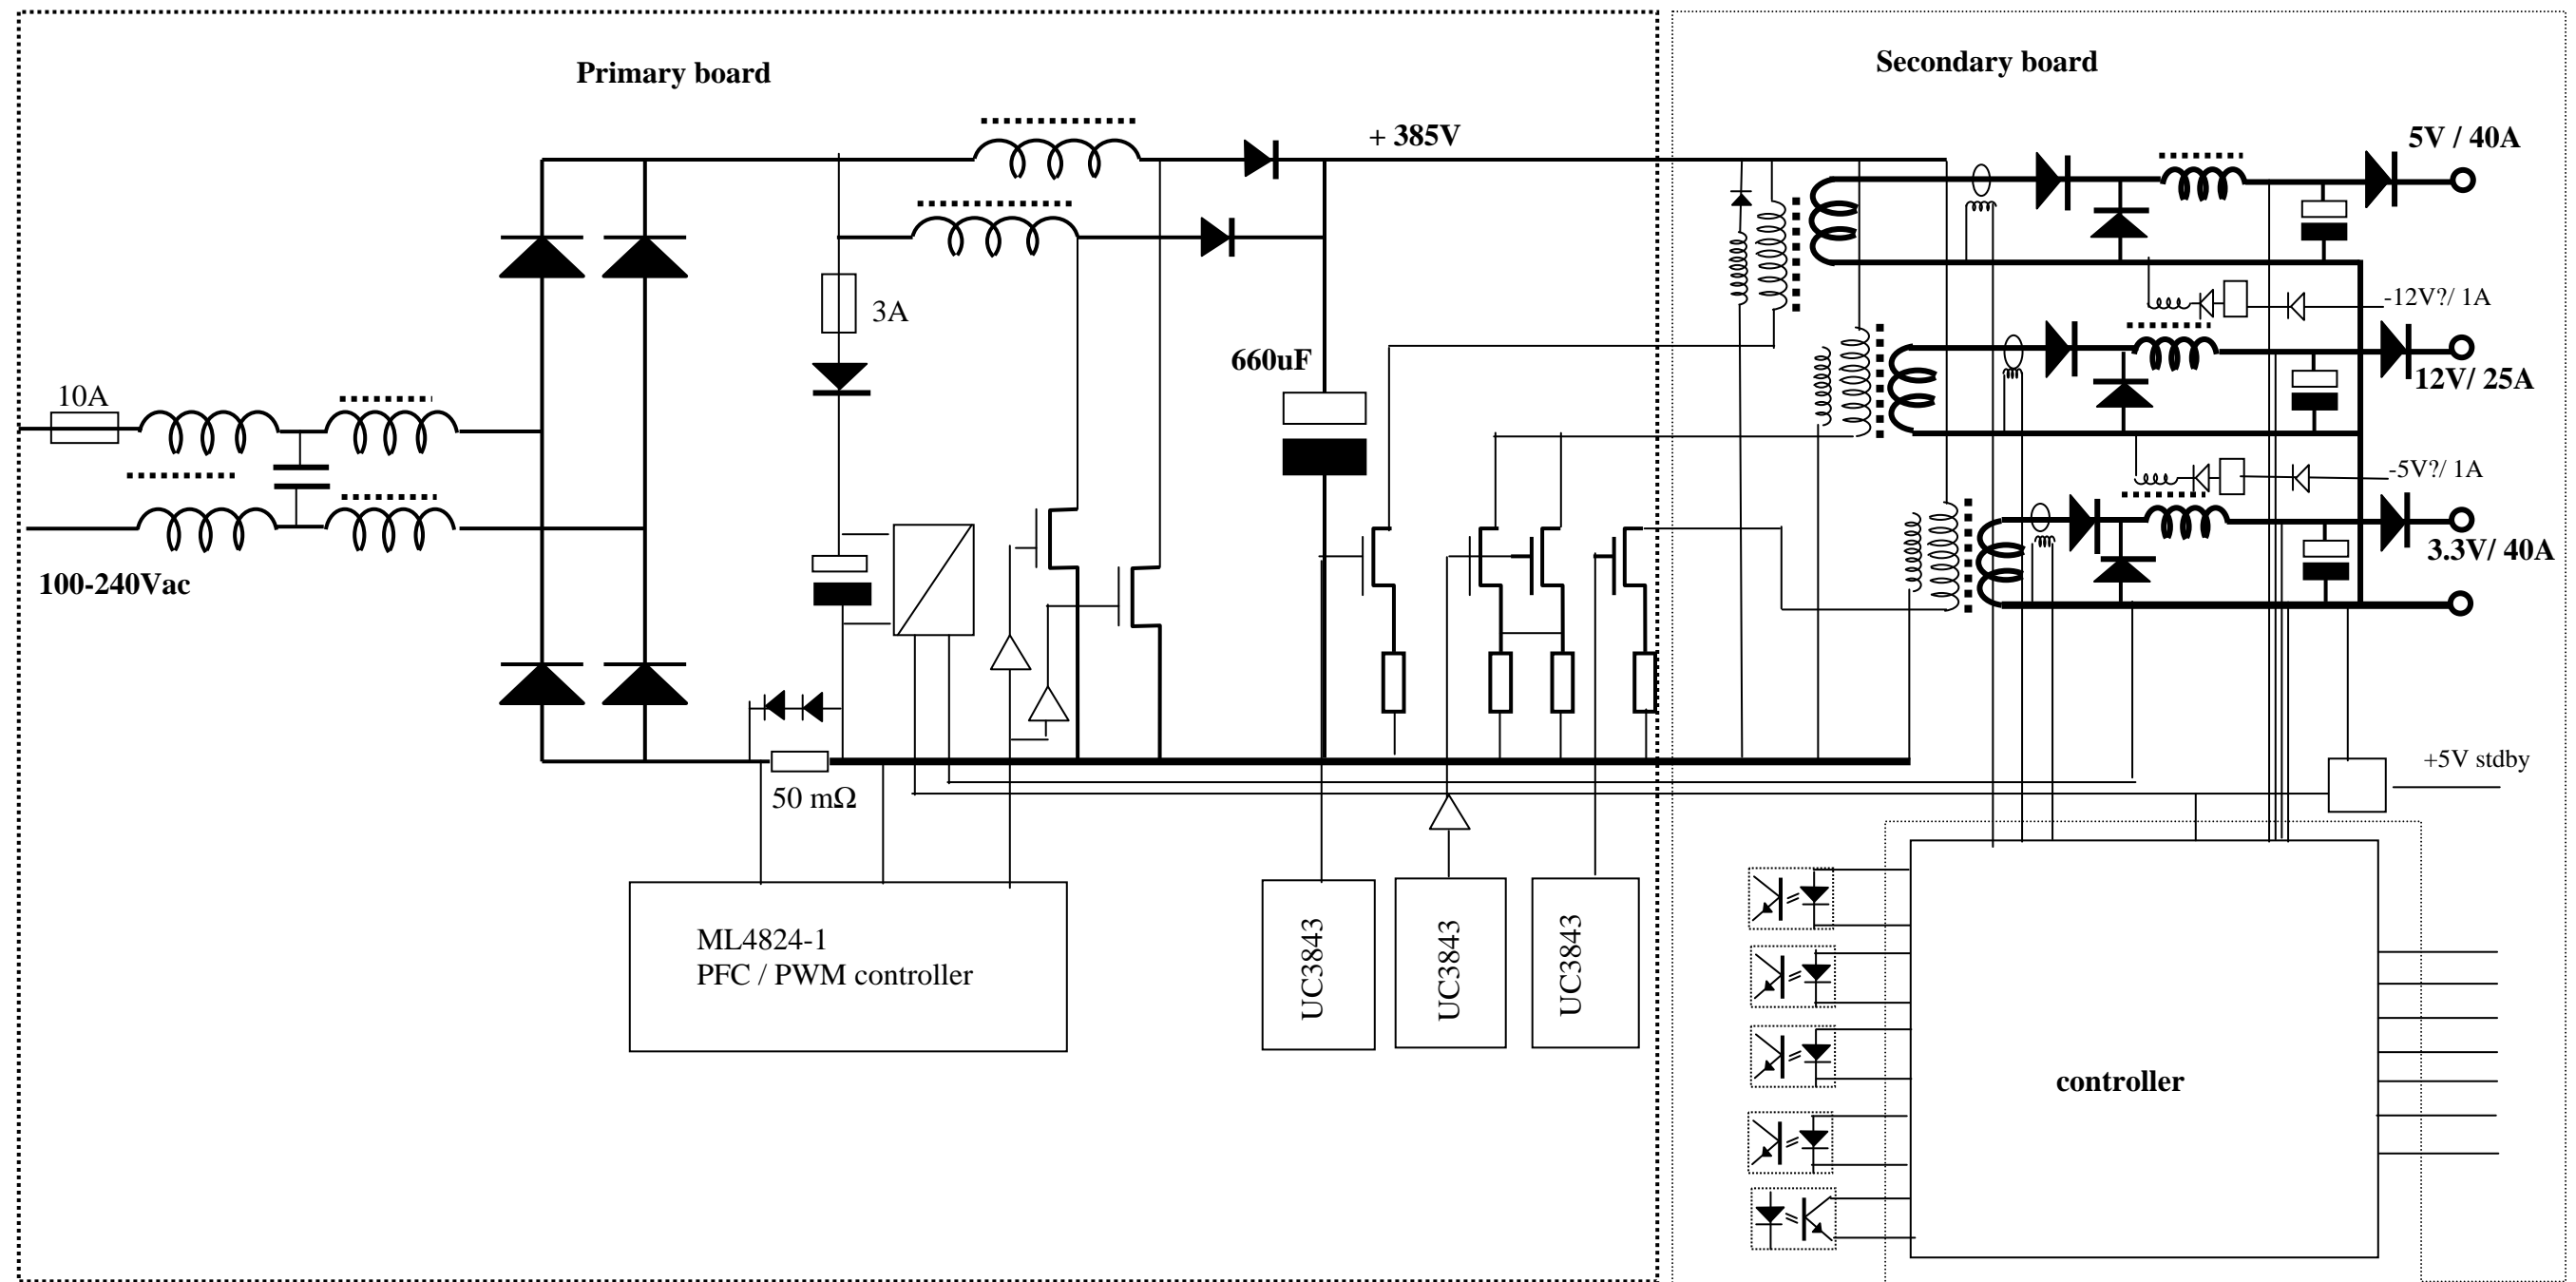 Primary board
Secondary board
+ 385V
5V / 40A
3A
-12V?/ 1A
660uF
12V/ 25A
10A
-5V?/ 1A
3.3V/ 40A
100-240Vac
+5V stdby
50 mΩ
ML4824-1
PFC / PWM controller
UC3843
UC3843
UC3843
controller